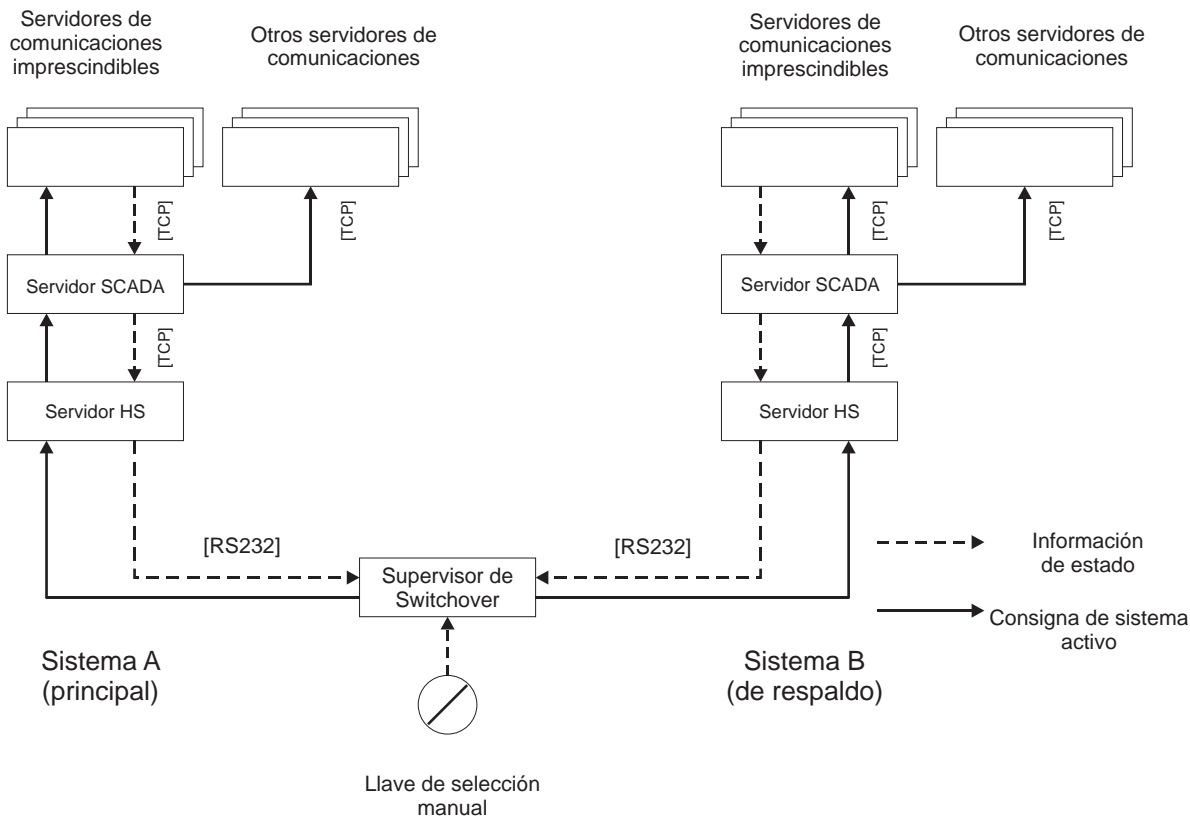 Servidores de
comunicaciones
imprescindibles
Otros servidores de
comunicaciones
Servidores de
comunicaciones
imprescindibles
Otros servidores de
comunicaciones
[TCP]
[TCP]
[TCP]
[TCP]
Servidor SCADA
Servidor SCADA
[TCP]
[TCP]
Servidor HS
Servidor HS
[RS232]
[RS232]
Supervisor de
Switchover
Información
de estado
Consigna de sistema
activo
Sistema A
(principal)
Sistema B
(de respaldo)
Llave de selección
manual